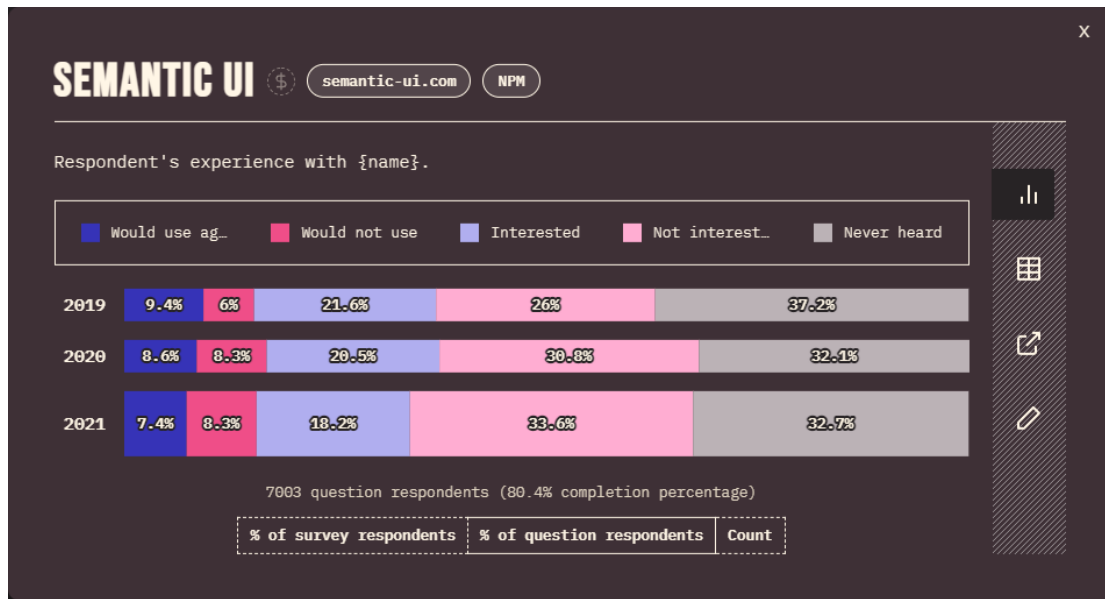 x
SEMANTIC UI $ semantic-ui.com NPM
Respondent's experience with {name}.
Would use ag… Would not use Interested Not interest… Never heard
2019 9.4% 6% 21.6% 26% 37.2%
2020 8.6% 8.3% 20.5% 30.8% 32.1%
2021 7.4% 8.3% 18.2% 33.6% 32.7%
7003 question respondents (80.4% completion percentage)
% of survey respondents % of question respondents Count